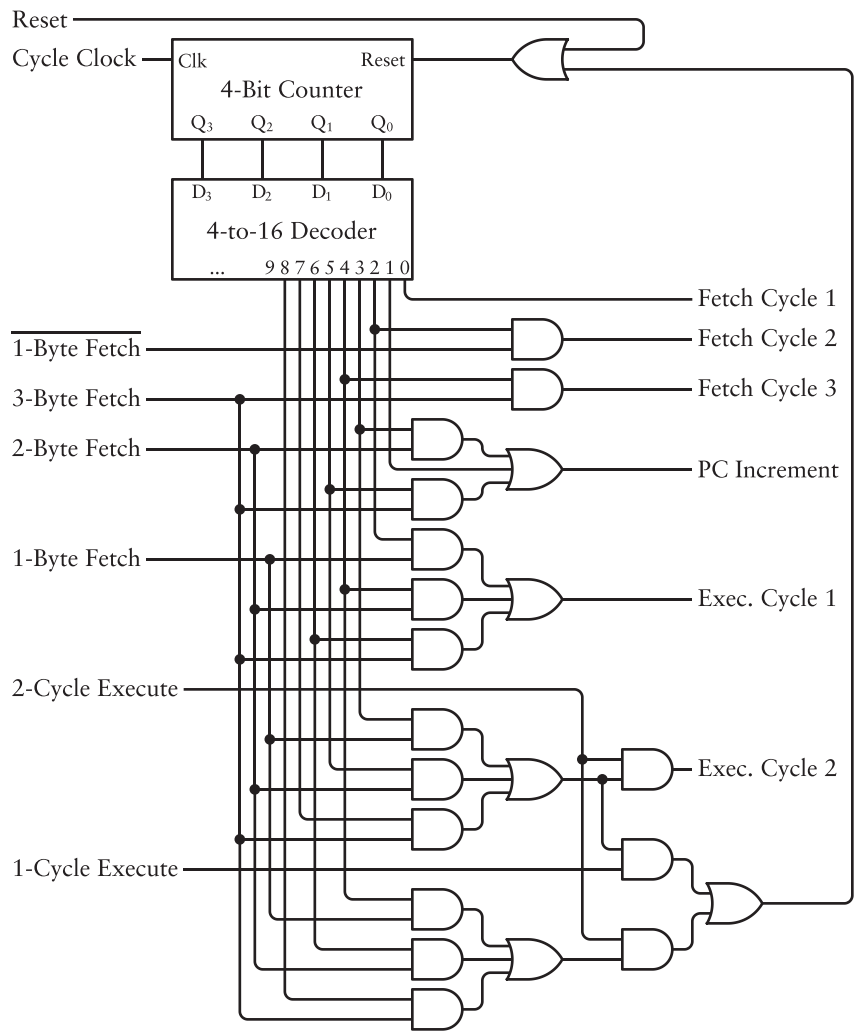 Reset
Cycle Clock
Clk
Reset
4-Bit Counter
Q3 Q2 Q1 Q0
D3 D2 D1 D0
4-to-16 Decoder
... 9 8 7 6 5 4 3 2 1 0
Fetch Cycle 1
1-Byte Fetch
Fetch Cycle 2
3-Byte Fetch
Fetch Cycle 3
2-Byte Fetch
PC Increment
1-Byte Fetch
Exec. Cycle 1
2-Cycle Execute
Exec. Cycle 2
1-Cycle Execute